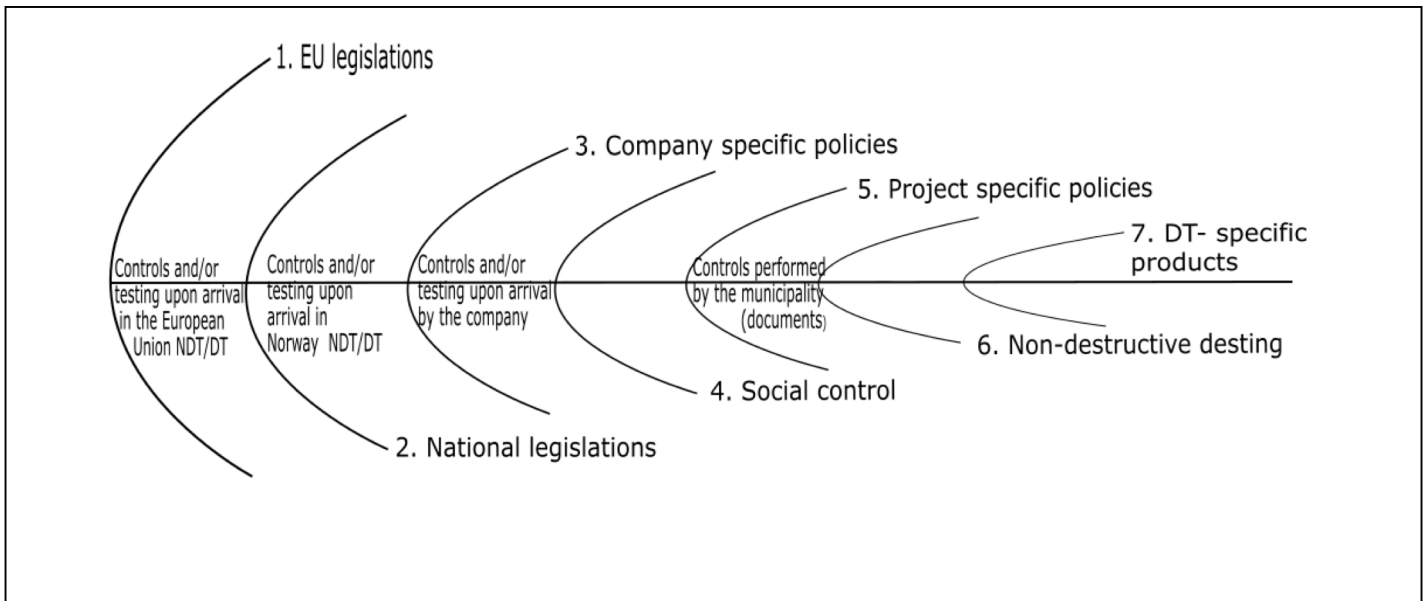 1. EU legislations
3. Company specific policies
5. Project specific policies
7. DT- specific
products
Controls and/or
testing upon arrival
in the European
Union NDT/DT
Controls and/or
testing upon
arrival in
Norway NDT/DT
Controls and/or
testing upon arrival
by the company
Controls performed
by the municipality
(documents)
6. Non-destructive desting
4. Social control
2. National legislations